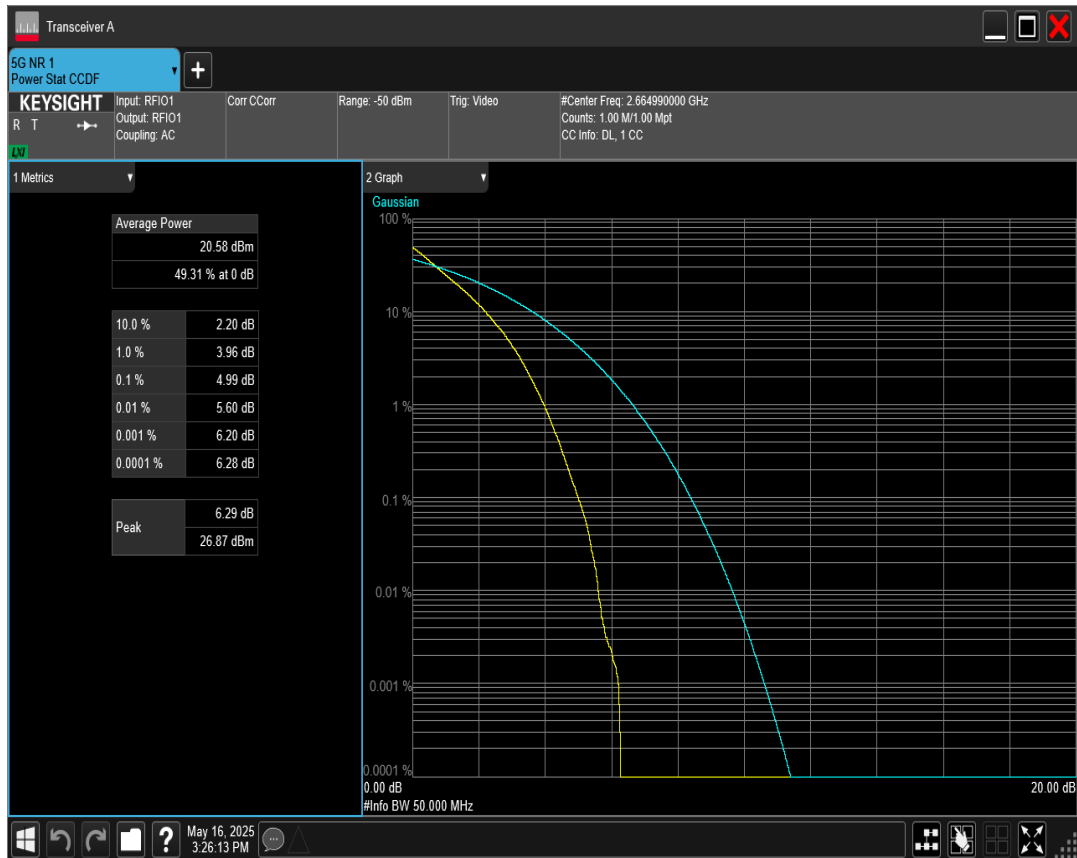 Transceiver A
5G NR 1
Power Stat CCDF
KEYSIGHT
R T
LXI
Input: RFIO1
Output: RFIO1
Coupling: AC
Corr CCorr
Range: -50 dBm
Trig: Video
#Center Freq: 2.664990000 GHz
Counts: 1.00 M/1.00 Mpt
CC Info: DL, 1 CC
1 Metrics
Average Power
20.58 dBm
49.31 % at 0 dB
10.0 % 2.20 dB
1.0 % 3.96 dB
0.1 % 4.99 dB
0.01 % 5.60 dB
0.001 % 6.20 dB
0.0001 % 6.28 dB
Peak
6.29 dB
26.87 dBm
2 Graph
Gaussian
100 %
10 %
1 %
0.1 %
0.01 %
0.001 %
0.0001 %
0.00 dB 20.00 dB
#Info BW 50.000 MHz
May 16, 2025
3:26:13 PM